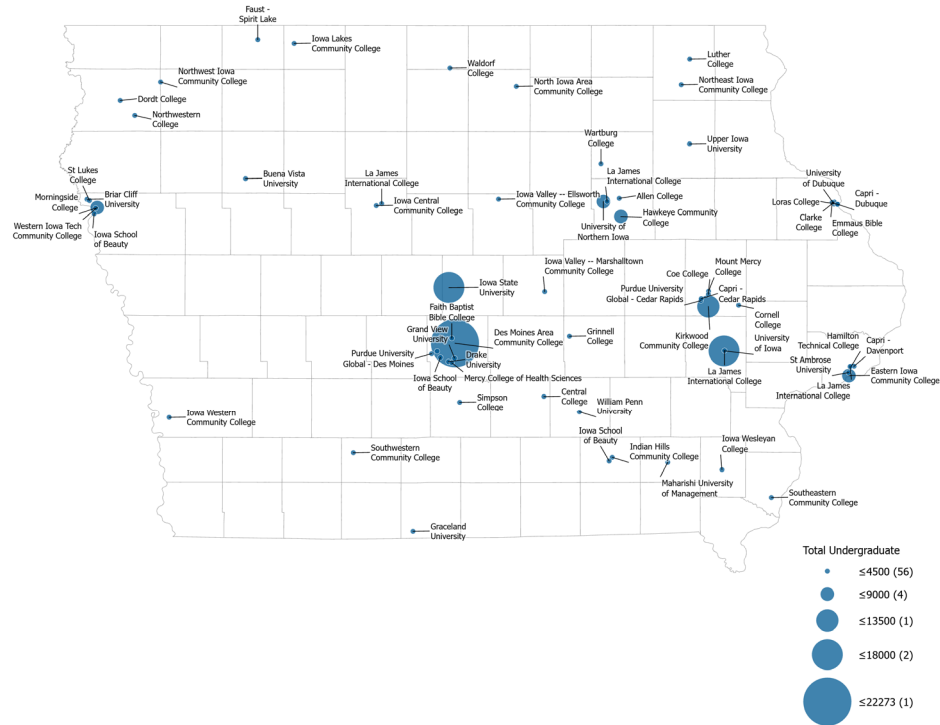 Faust -
Spirit Lake
Iowa Lakes
Community College
Waldorf
College
Luther
College
Northwest Iowa
Community College
North Iowa Area
Community College
Northeast Iowa
Community College
Dordt College
Northwestern
College
Wartburg
College
Upper Iowa
University
St Lukes
College
Buena Vista
University
La James
International College
La James
International College
University
of Dubuque
Capri -
Dubuque
Morningside
College
Briar Cliff
University
Iowa Central
Community College
Iowa Valley -- Ellsworth
Community College
Allen College
Loras College
Hawkeye Community
College
Clarke
College
Emmaus Bible
College
Western Iowa Tech
Community College
Iowa School
of Beauty
University of
Northern Iowa
Iowa Valley -- Marshalltown
Community College
Mount Mercy
College
Coe College
Iowa State
University
Purdue University
Global - Cedar Rapids
Capri -
Cedar Rapids
Faith Baptist
Bible College
Cornell
College
Grand View
University
Des Moines Area
Community College
Grinnell
College
Kirkwood
Community College
University
of Iowa
Hamilton
Technical College
Capri -
Davenport
Purdue University
Global - Des Moines
Drake
University
St Ambrose
University
Iowa School
of Beauty
Mercy College of Health Sciences
La James
International College
La James
International College
Eastern Iowa
Community College
Simpson
College
Central
College
William Penn
University
Iowa Western
Community College
Iowa School
of Beauty
Indian Hills
Community College
Iowa Wesleyan
College
Southwestern
Community College
Maharishi University
of Management
Southeastern
Community College
Graceland
University
Total Undergraduate
≤4500 (56)
≤9000 (4)
≤13500 (1)
≤18000 (2)
≤22273 (1)